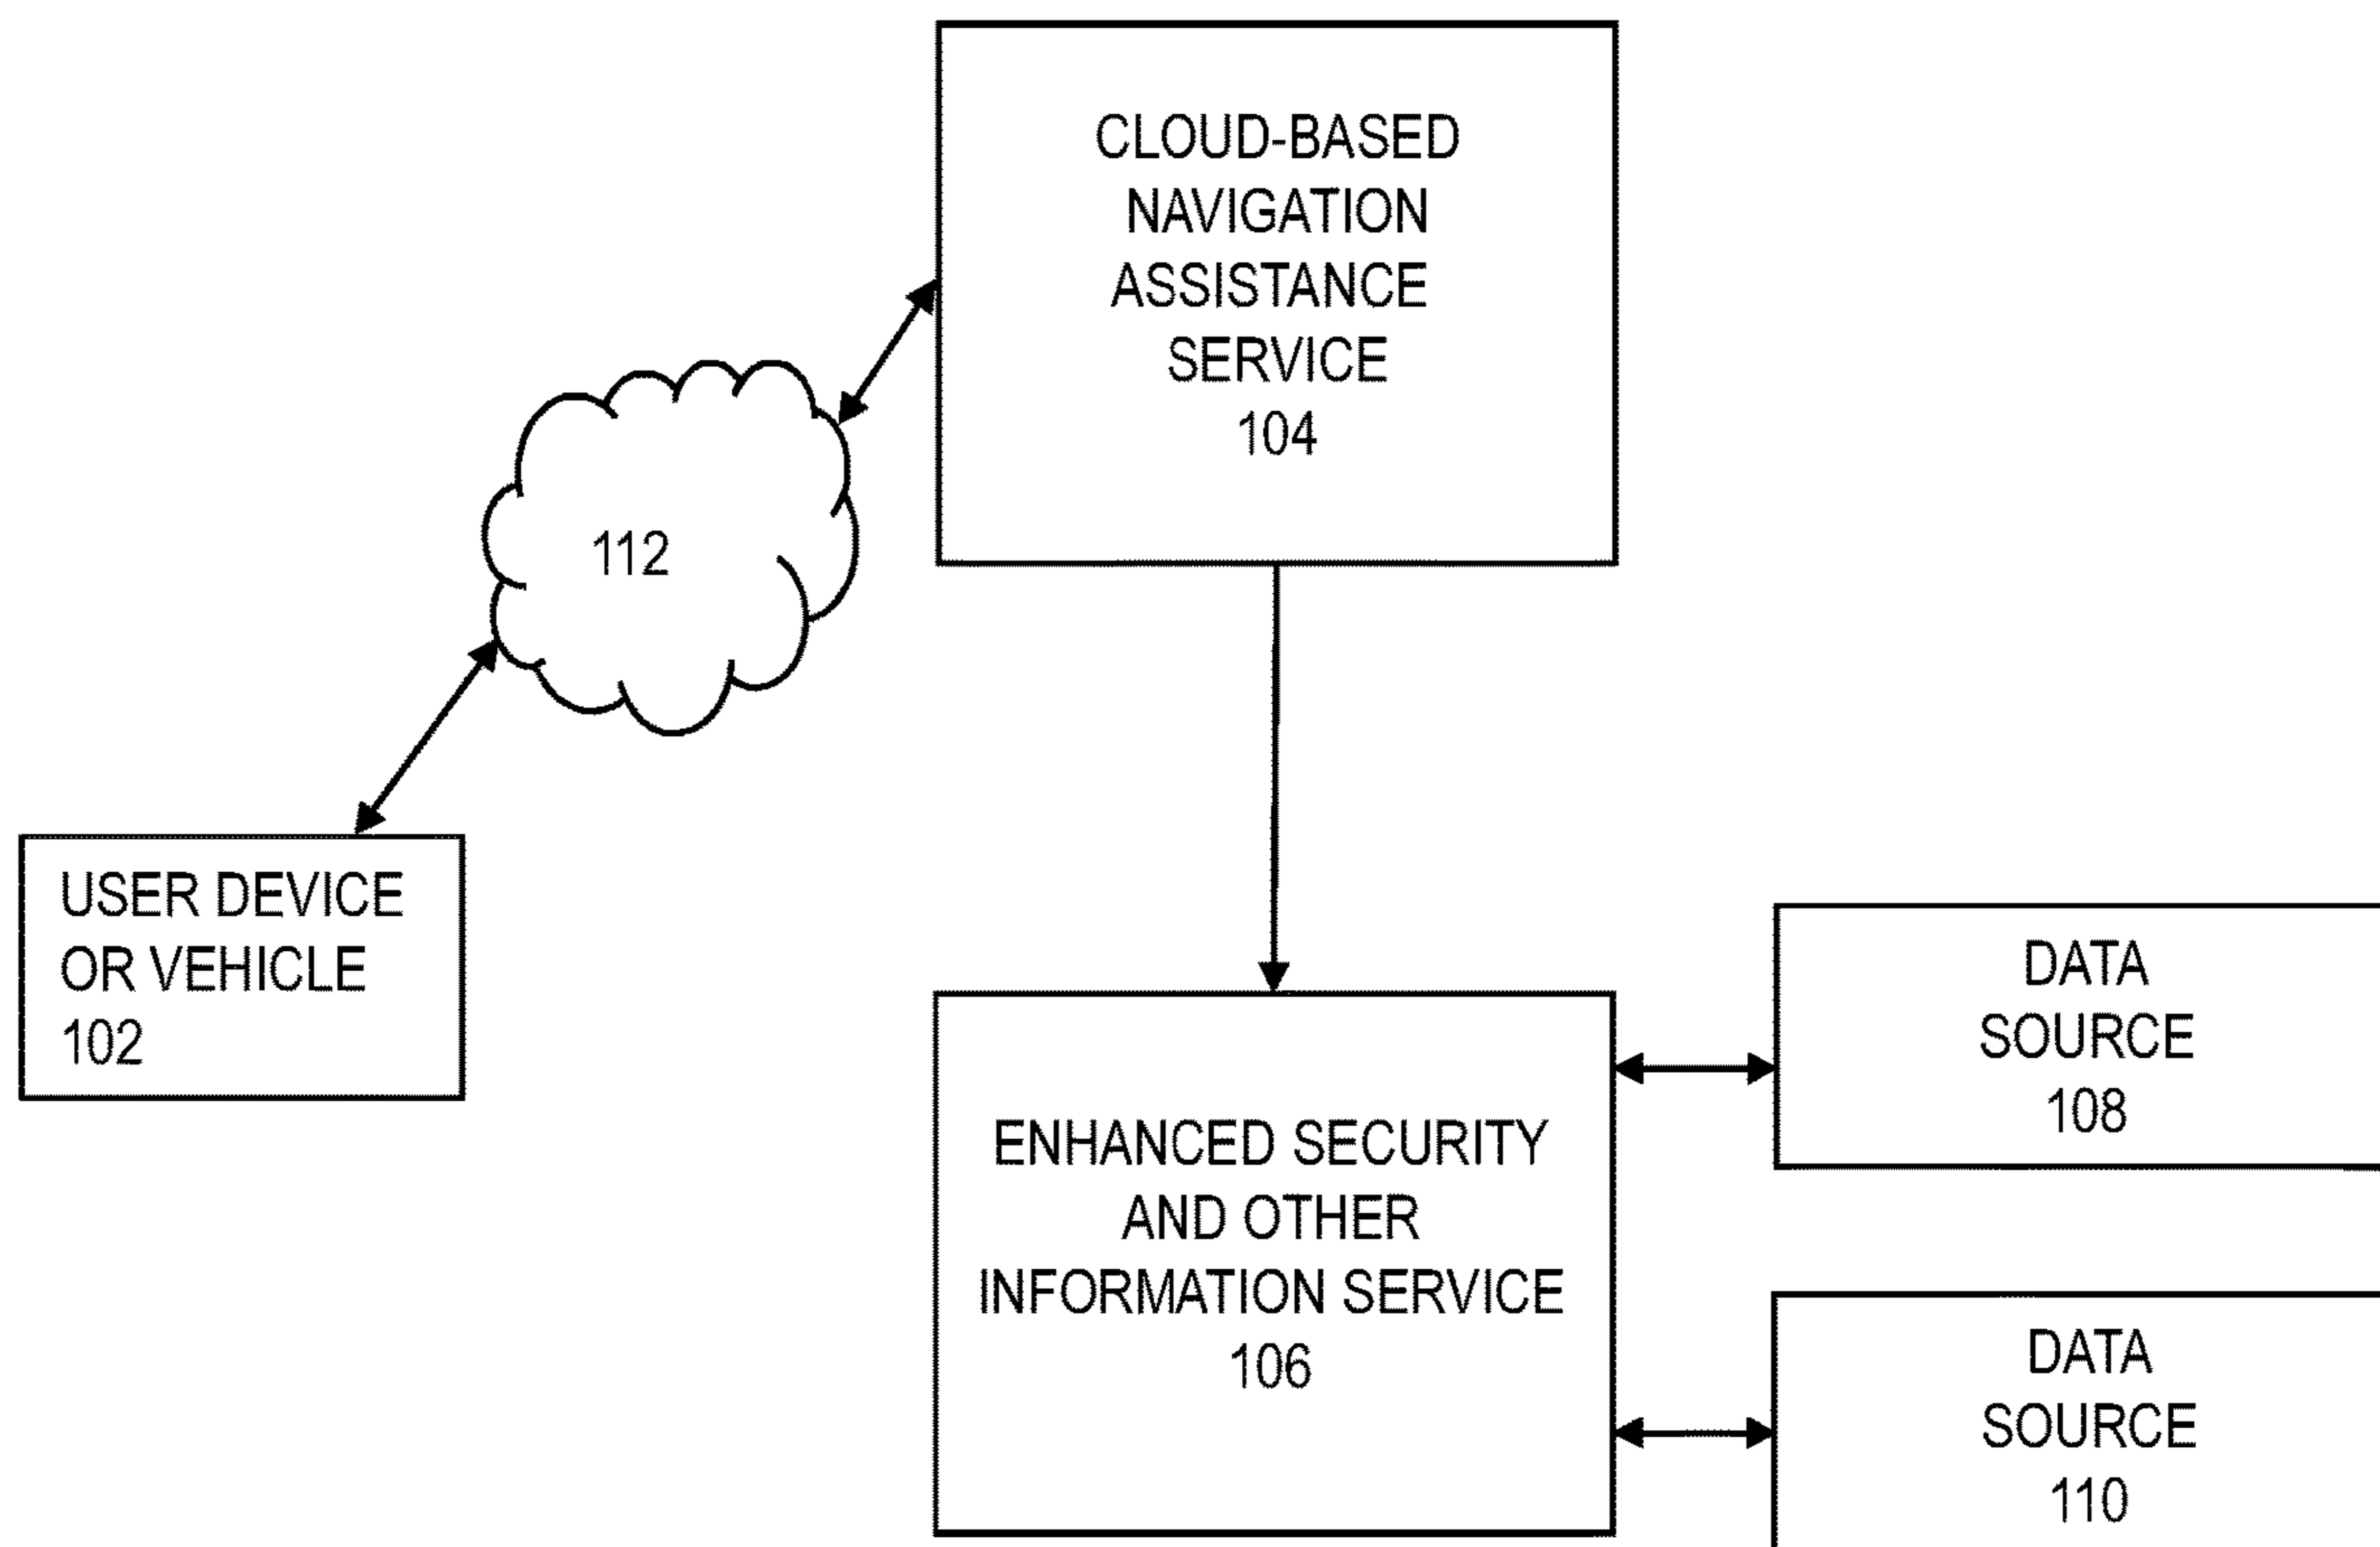 CLOUD-BASED
NAVIGATION
ASSISTANCE
SERVICE
104
112
USER DEVICE
OR VEHICLE
102
ENHANCED SECURITY
AND OTHER
INFORMATION SERVICE
106
DATA
SOURCE
108
DATA
SOURCE
110